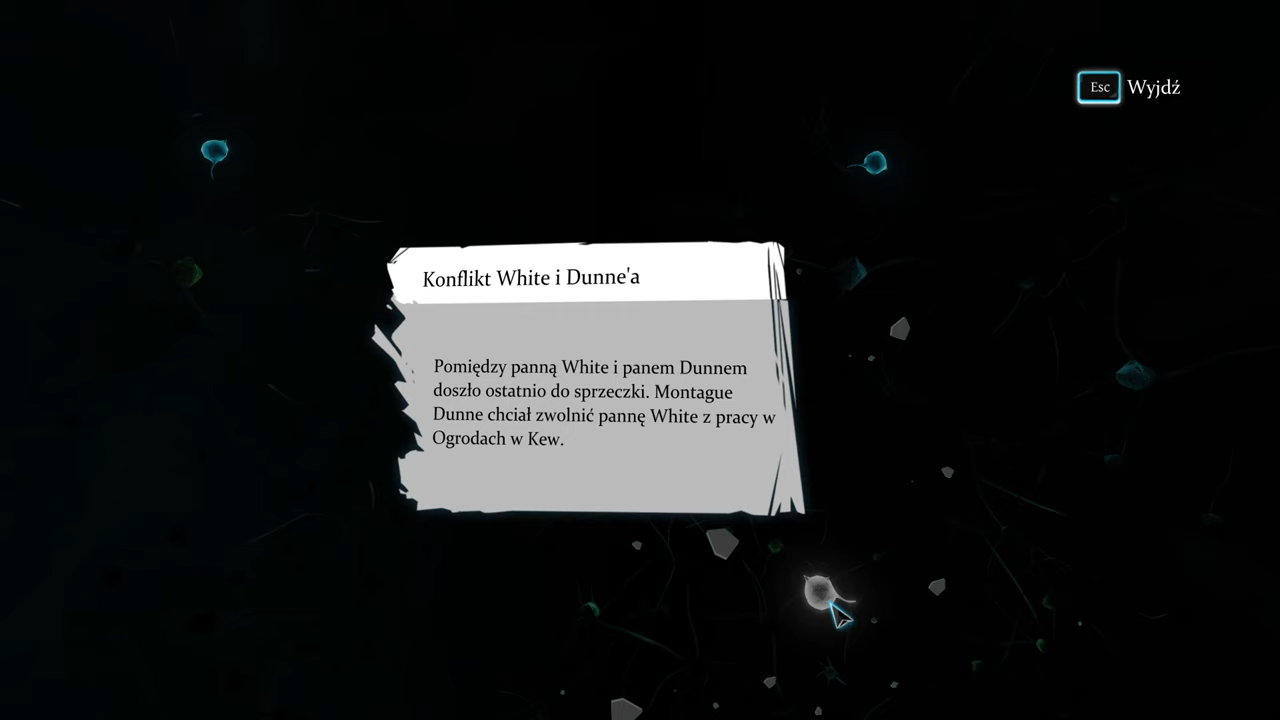 Esc Wyjdź
Konflikt White i Dunne'a
Pomiędzy panną White i panem Dunnem
doszło ostatnio do sprzeczki. Montague
Dunne chciał zwolnić pannę White z pracy w
Ogrodach w Kew.